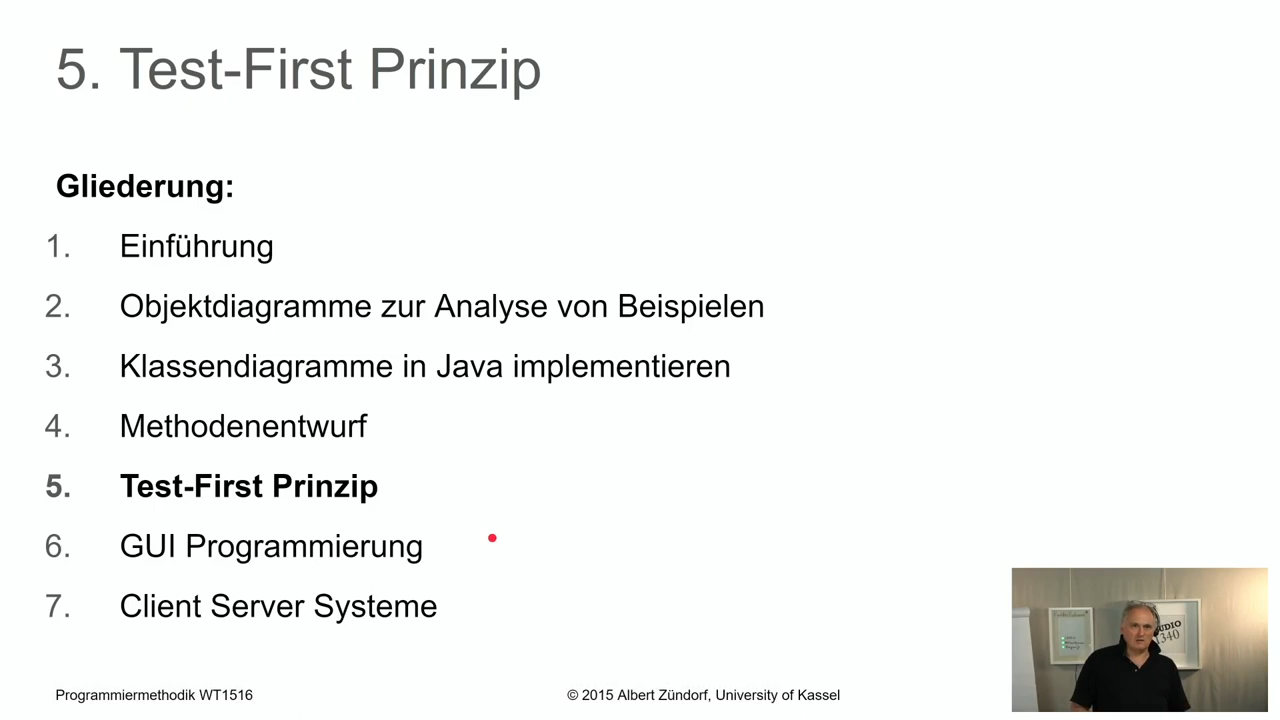 5. Test-First Prinzip
Gliederung:
1. Einführung
2. Objektdiagramme zur Analyse von Beispielen
3. Klassendiagramme in Java implementieren
4. Methodenentwurf
5. Test-First Prinzip
6. GUI Programmierung
7. Client Server Systeme
1340
Programmiermethodik WT1516
© 2015 Albert Zündorf, University of Kassel